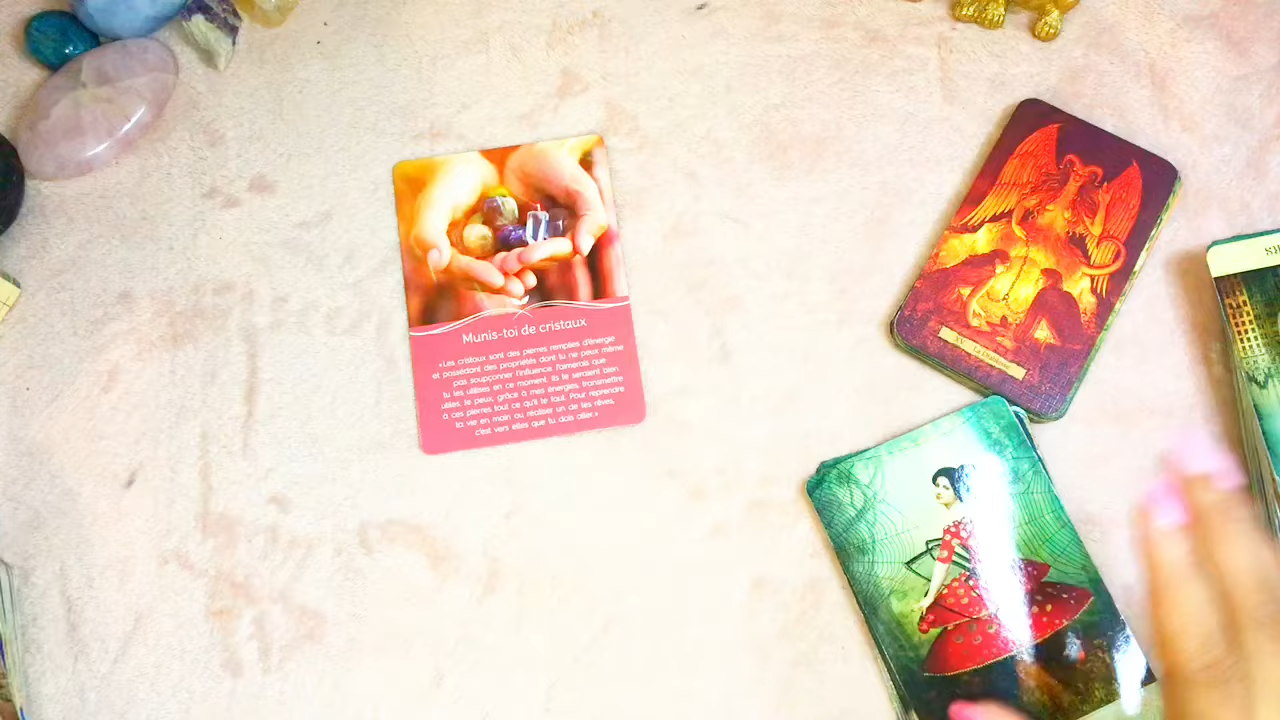 Munis-toi de cristaux
«Les cristaux sont des pierres remplies d'énergie
et possédant des propriétés dont tu ne peux même
pas soupçonner l'influence. J'aimerais que
tu les utilises en ce moment, ils te seraient bien
utiles. Je peux, grâce à mes énergies, transmettre
à ces pierres tout ce qu'il te faut. Pour reprendre
ta vie en main ou réaliser un de tes rêves,
c'est vers elles que tu dois aller.»
XV